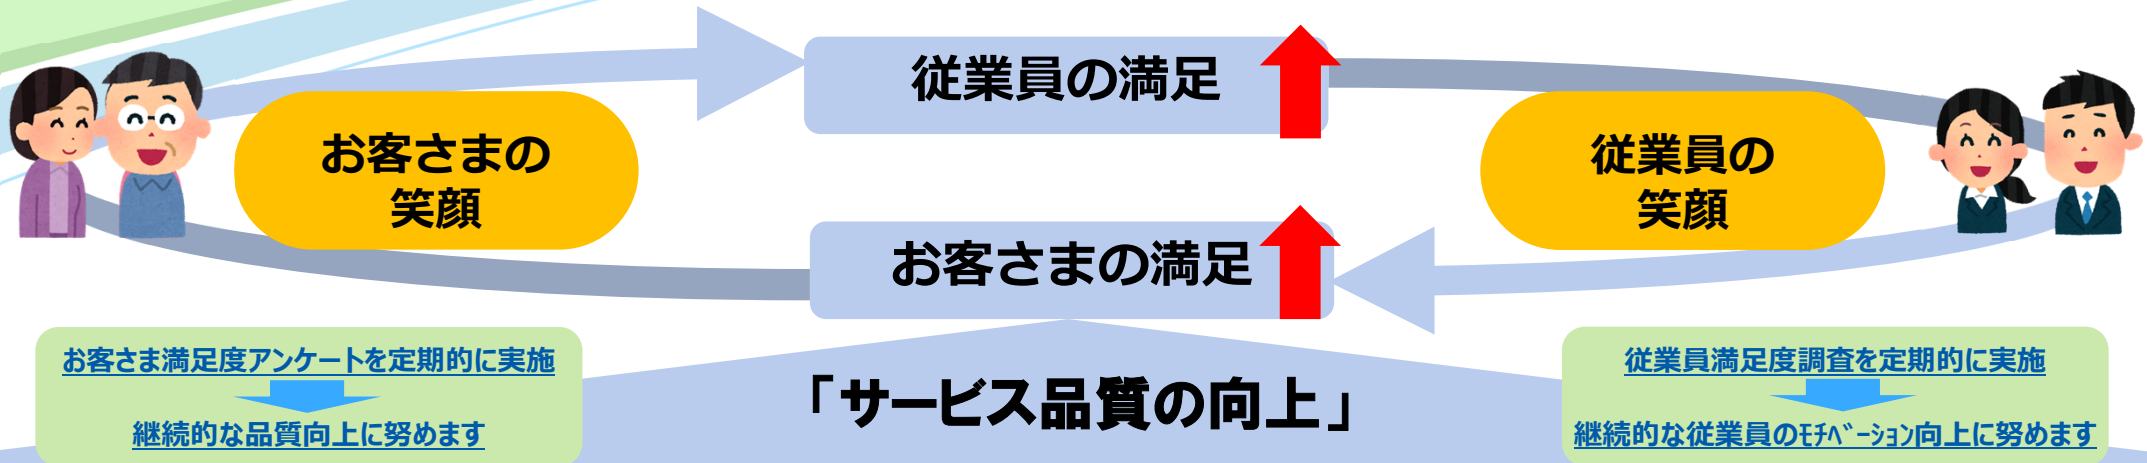 従業員の満足
お客さまの
笑顔
従業員の
笑顔
お客さまの満足
お客さま満足度アンケートを定期的に実施
継続的な品質向上に努めます
「サービス品質の向上」
従業員満足度調査を定期的に実施
継続的な従業員のﾓﾁﾍﾞｰｼｮﾝ向上に努めます